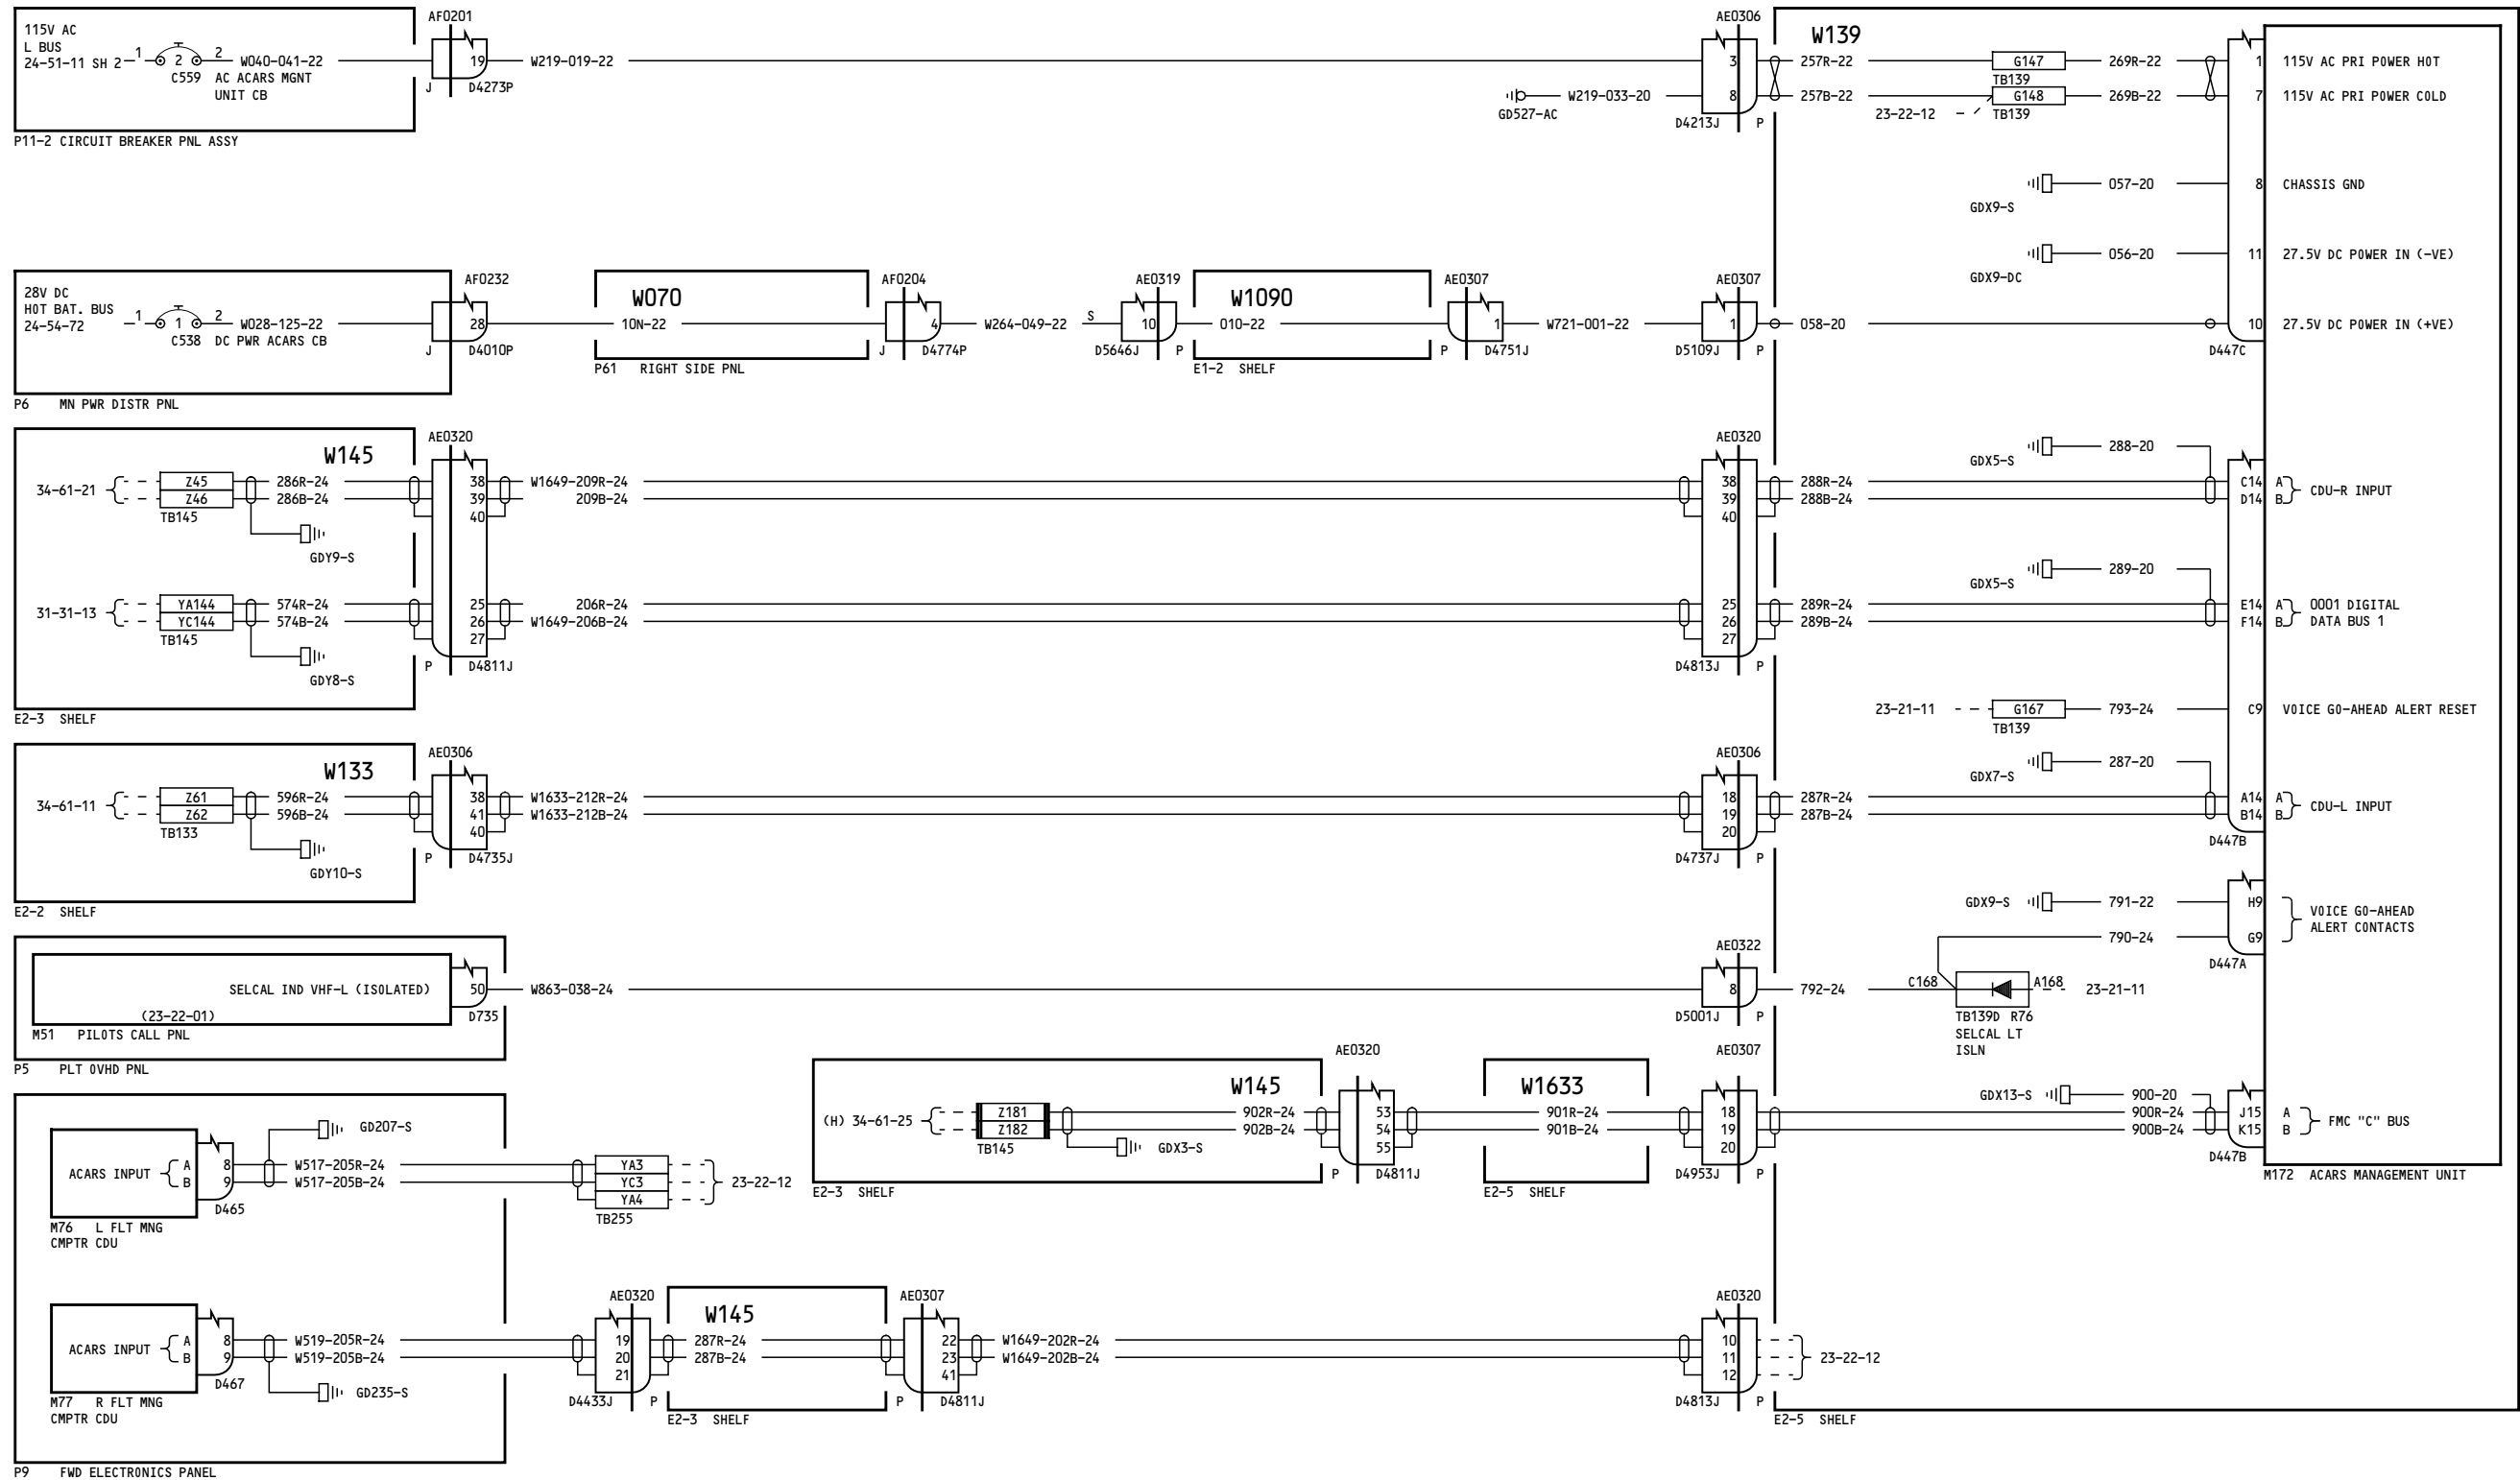 115V AC
L BUS
24-51-11 SH 2
1
2
2
C559
W040-041-22
AC ACARS MGNT
UNIT CB
P11-2 CIRCUIT BREAKER PNL ASSY
AF0201
19
J
D4273P
W219-019-22
GD527-AC
W219-033-20
AE0306
3
8
D4213J
P
W139
257R-22
257B-22
23-22-12
G147
TB139
G148
TB139
269R-22
269B-22
1
7
115V AC PRI POWER HOT
115V AC PRI POWER COLD
GDX9-S
057-20
8
CHASSIS GND
GDX9-DC
056-20
11
27.5V DC POWER IN (-VE)
28V DC
HOT BAT. BUS
24-54-72
1
1
2
C538
W028-125-22
DC PWR ACARS CB
P6 MN PWR DISTR PNL
AF0232
28
J
D4010P
W070
10N-22
P61 RIGHT SIDE PNL
AF0204
4
J
D4774P
W264-049-22
S
AE0319
10
D5646J
P
W1090
010-22
E1-2 SHELF
AE0307
1
P
D4751J
W721-001-22
AE0307
1
D5109J
P
058-20
10
27.5V DC POWER IN (+VE)
D447C
W145
34-61-21
Z45
Z46
TB145
286R-24
286B-24
GDY9-S
31-31-13
YA144
YC144
TB145
574R-24
574B-24
GDY8-S
E2-3 SHELF
AE0320
38
39
40
25
26
27
P
D4811J
W1649-209R-24
209B-24
206R-24
W1649-206B-24
AE0320
38
39
40
25
26
27
D4813J
P
GDX5-S
288-20
288R-24
288B-24
C14
D14
A
B
CDU-R INPUT
GDX5-S
289-20
289R-24
289B-24
E14
F14
A
B
0001 DIGITAL
DATA BUS 1
23-21-11
G167
TB139
793-24
C9
VOICE GO-AHEAD ALERT RESET
W133
34-61-11
Z61
Z62
TB133
596R-24
596B-24
GDY10-S
E2-2 SHELF
AE0306
38
41
40
P
D4735J
W1633-212R-24
W1633-212B-24
AE0306
18
19
20
D4737J
P
GDX7-S
287-20
287R-24
287B-24
A14
B14
A
B
CDU-L INPUT
D447B
GDX9-S
791-22
790-24
H9
G9
VOICE GO-AHEAD
ALERT CONTACTS
D447A
SELCAL IND VHF-L (ISOLATED)
(23-22-01)
M51 PILOTS CALL PNL
P5 PLT OVHD PNL
50
D735
W863-038-24
AE0322
8
D5001J
P
792-24
C168
A168
23-21-11
TB139D R76
SELCAL LT
ISLN
W145
(H) 34-61-25
Z181
Z182
TB145
GDX3-S
902R-24
902B-24
E2-3 SHELF
AE0320
53
54
55
P
D4811J
W1633
901R-24
901B-24
E2-5 SHELF
AE0307
18
19
20
D4953J
P
GDX13-S
900-20
900R-24
900B-24
J15
K15
A
B
FMC "C" BUS
D447B
M172 ACARS MANAGEMENT UNIT
ACARS INPUT
A
B
8
9
D465
M76 L FLT MNG
CMPTR CDU
GD207-S
W517-205R-24
W517-205B-24
YA3
YC3
YA4
TB255
23-22-12
ACARS INPUT
A
B
8
9
D467
M77 R FLT MNG
CMPTR CDU
W519-205R-24
W519-205B-24
GD235-S
P9 FWD ELECTRONICS PANEL
AE0320
19
20
21
D4433J
P
W145
287R-24
287B-24
E2-3 SHELF
AE0307
22
23
41
P
D4811J
W1649-202R-24
W1649-202B-24
AE0320
10
11
12
D4813J
P
23-22-12
E2-5 SHELF